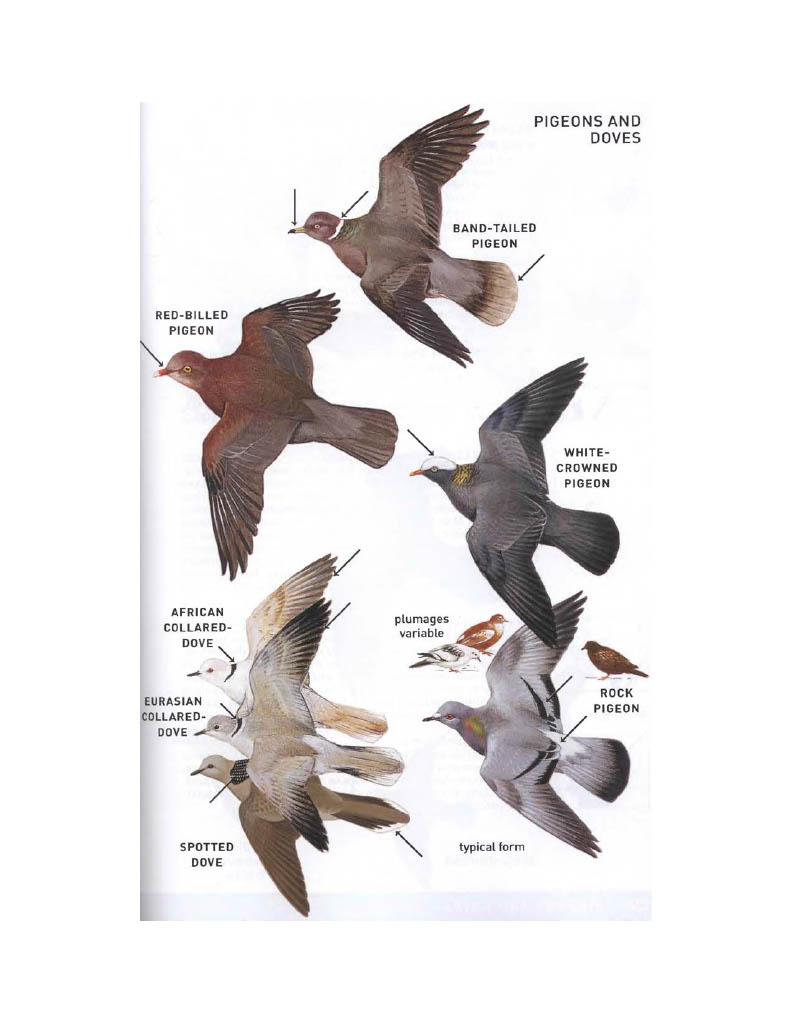 PIGEONS AND
DOVES
BAND-TAILED
PIGEON
RED-BILLED
PIGEON
WHITE-
CROWNED
PIGEON
AFRICAN
COLLARED-
DOVE
plumages
variable
EURASIAN
COLLARED-
DOVE
ROCK
PIGEON
SPOTTED
DOVE
typical form